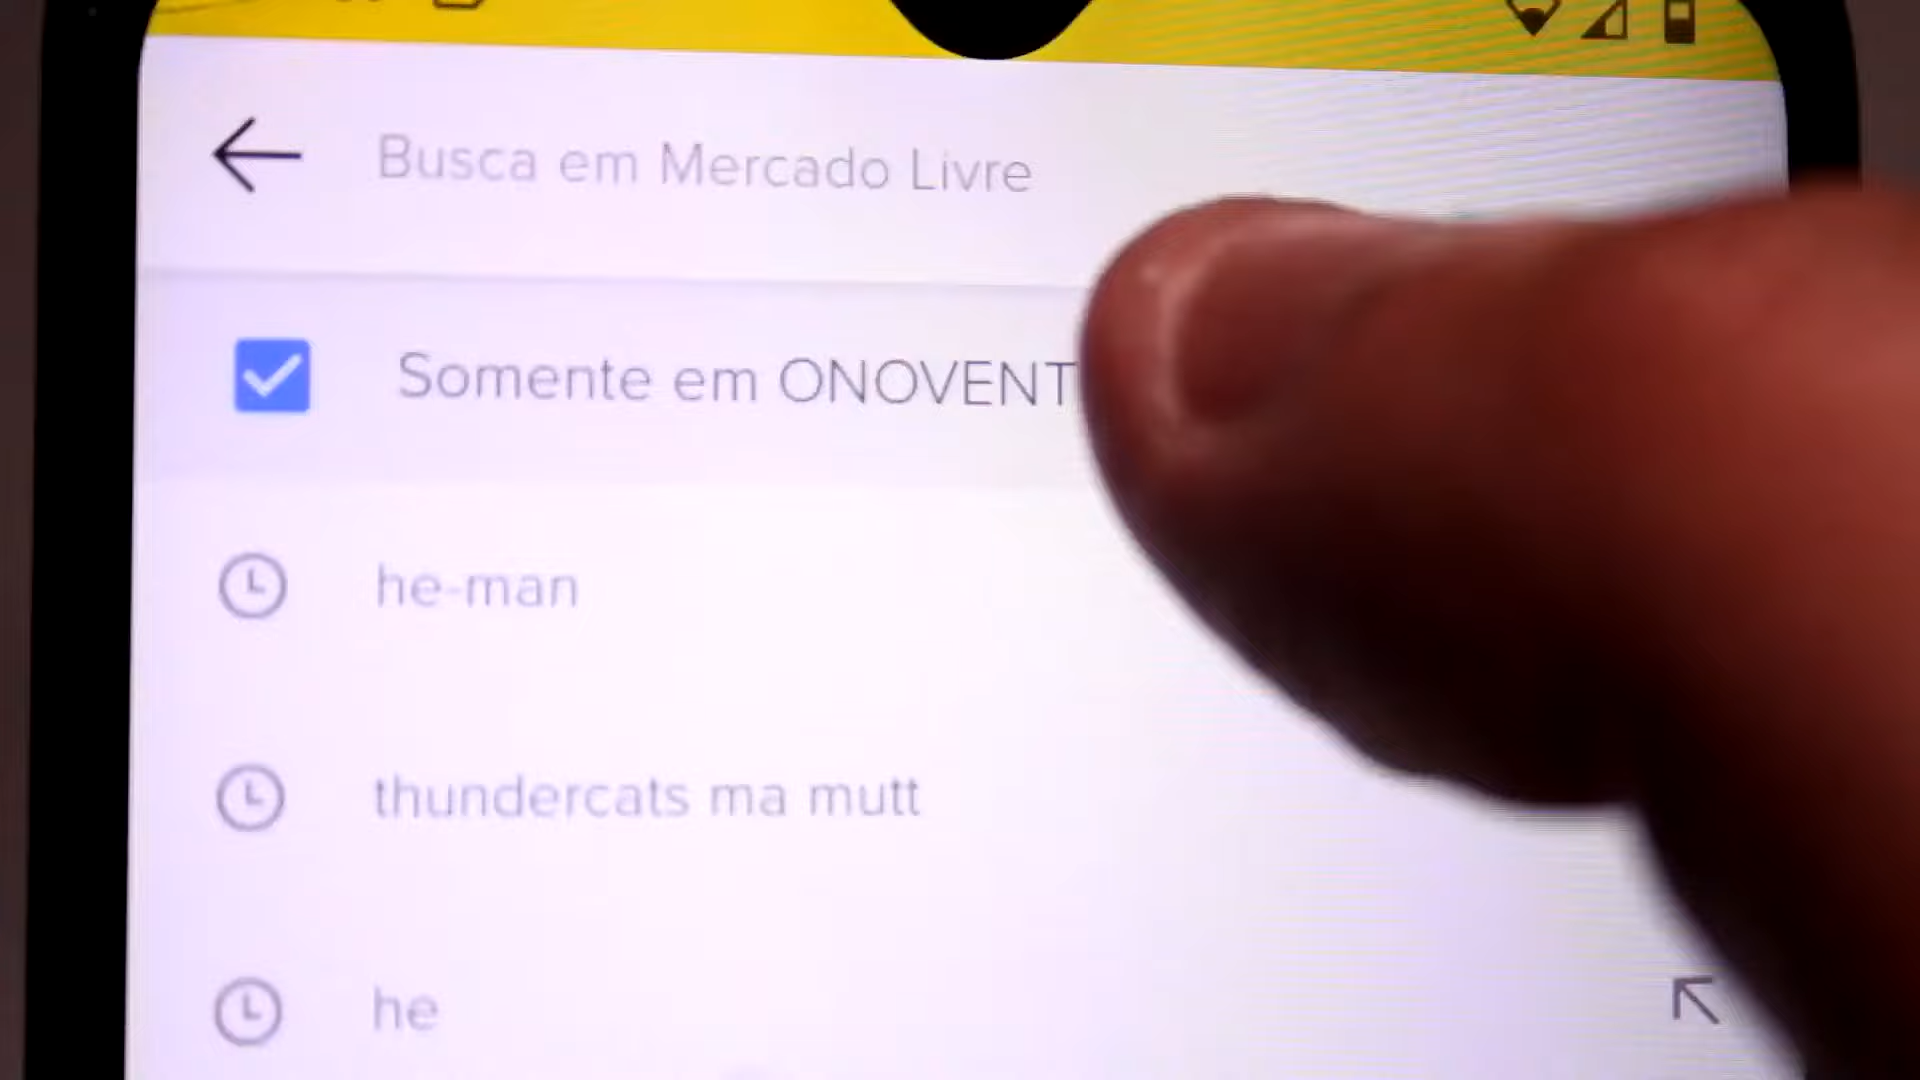 Busca em Mercado Livre
Somente em ONOVENT
he-man
thundercats ma mutt
he